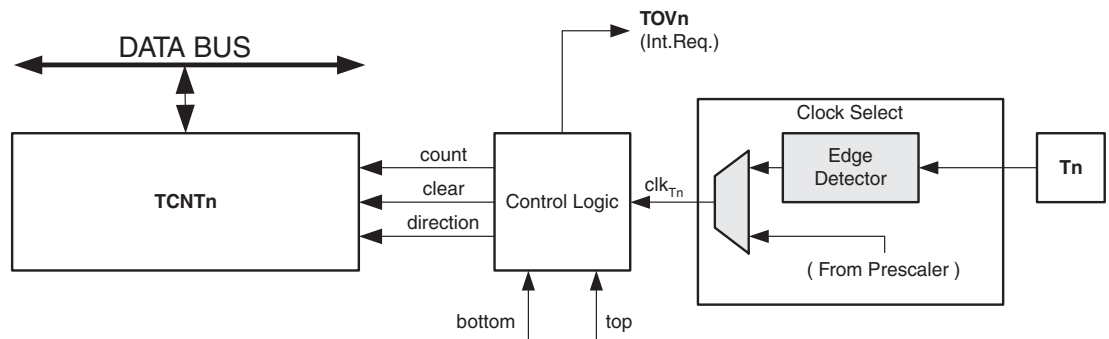 DATA BUS
TOVn
(Int.Req.)
Clock Select
TCNTn
count
clear
direction
Control Logic
clkTn
Edge
Detector
Tn
( From Prescaler )
bottom
top